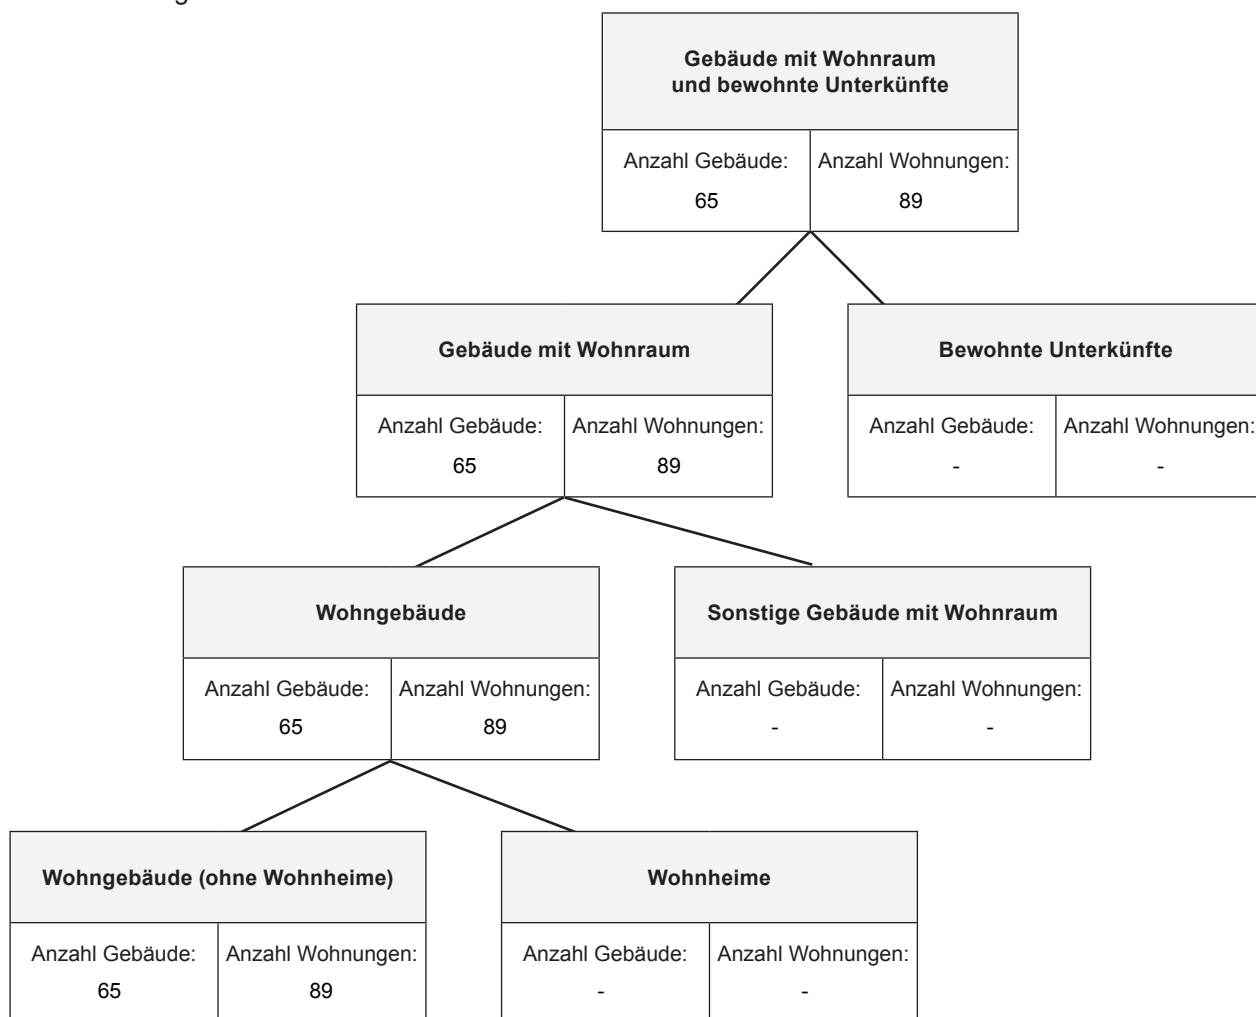 Gebäude mit Wohnraum
und bewohnte Unterkünfte
Anzahl Gebäude: Anzahl Wohnungen:
65 89
Gebäude mit Wohnraum
Anzahl Gebäude: Anzahl Wohnungen:
65 89
Bewohnte Unterkünfte
Anzahl Gebäude: Anzahl Wohnungen:
- -
Wohngebäude
Anzahl Gebäude: Anzahl Wohnungen:
65 89
Sonstige Gebäude mit Wohnraum
Anzahl Gebäude: Anzahl Wohnungen:
- -
Wohngebäude (ohne Wohnheime)
Anzahl Gebäude: Anzahl Wohnungen:
65 89
Wohnheime
Anzahl Gebäude: Anzahl Wohnungen:
- -